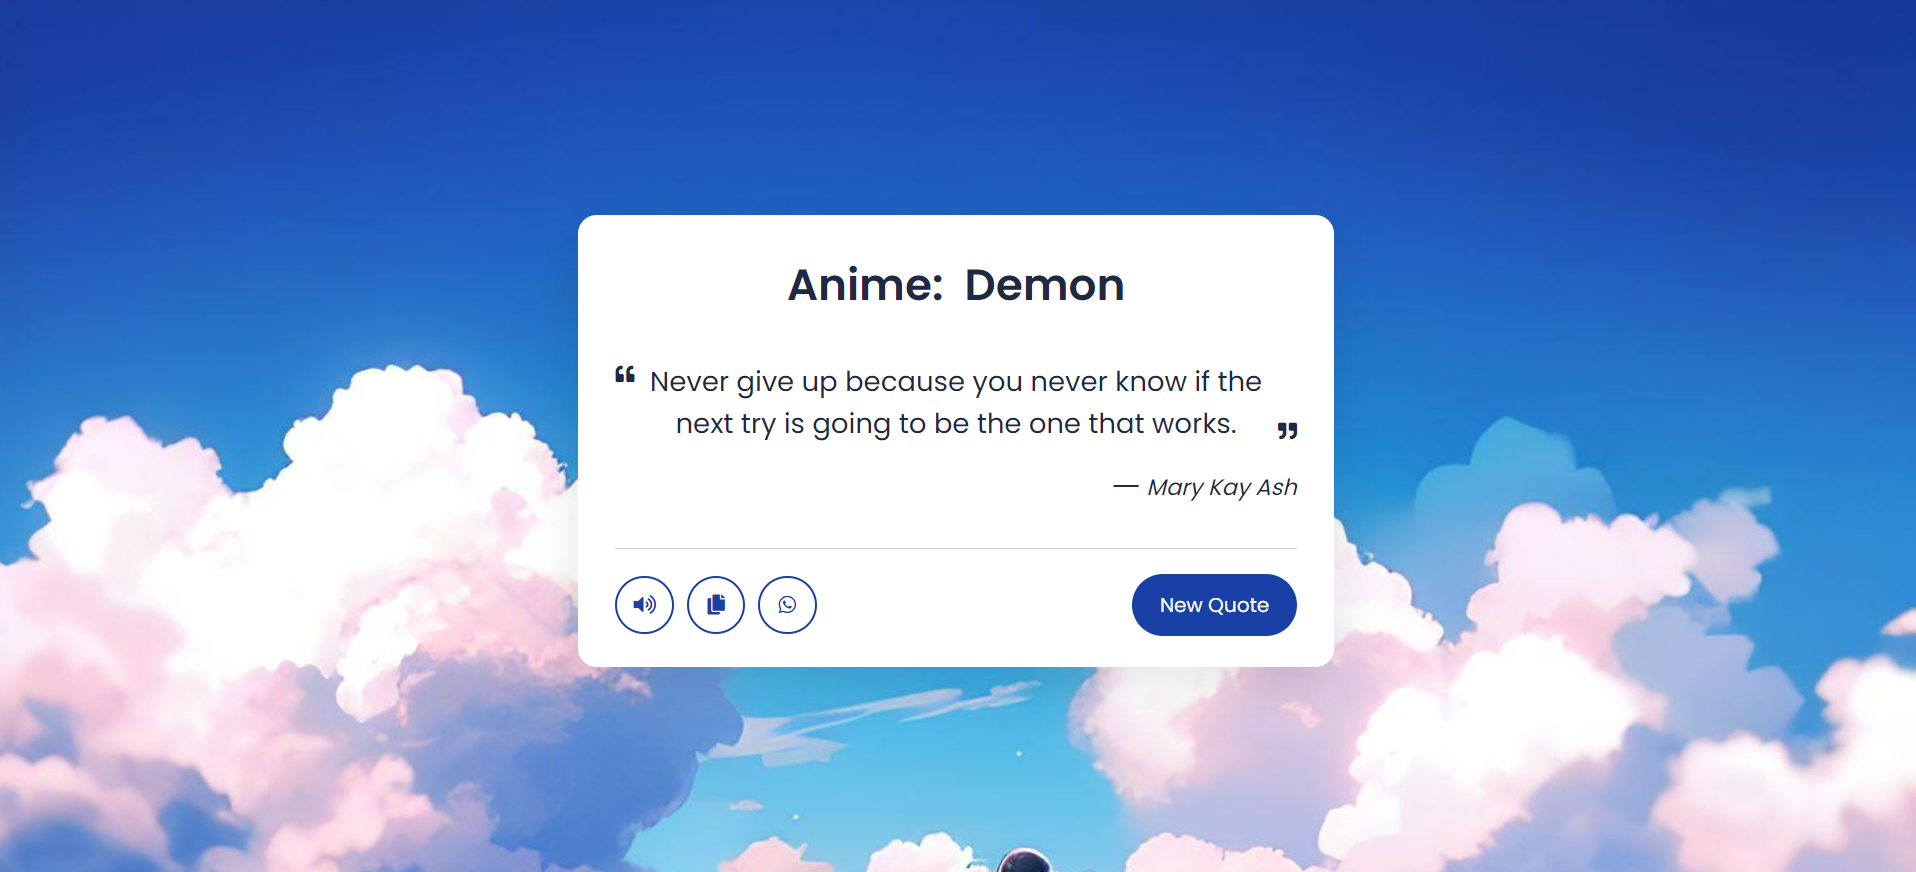 Anime: Demon
“ Never give up because you never know if the
next try is going to be the one that works. ”
— Mary Kay Ash
New Quote